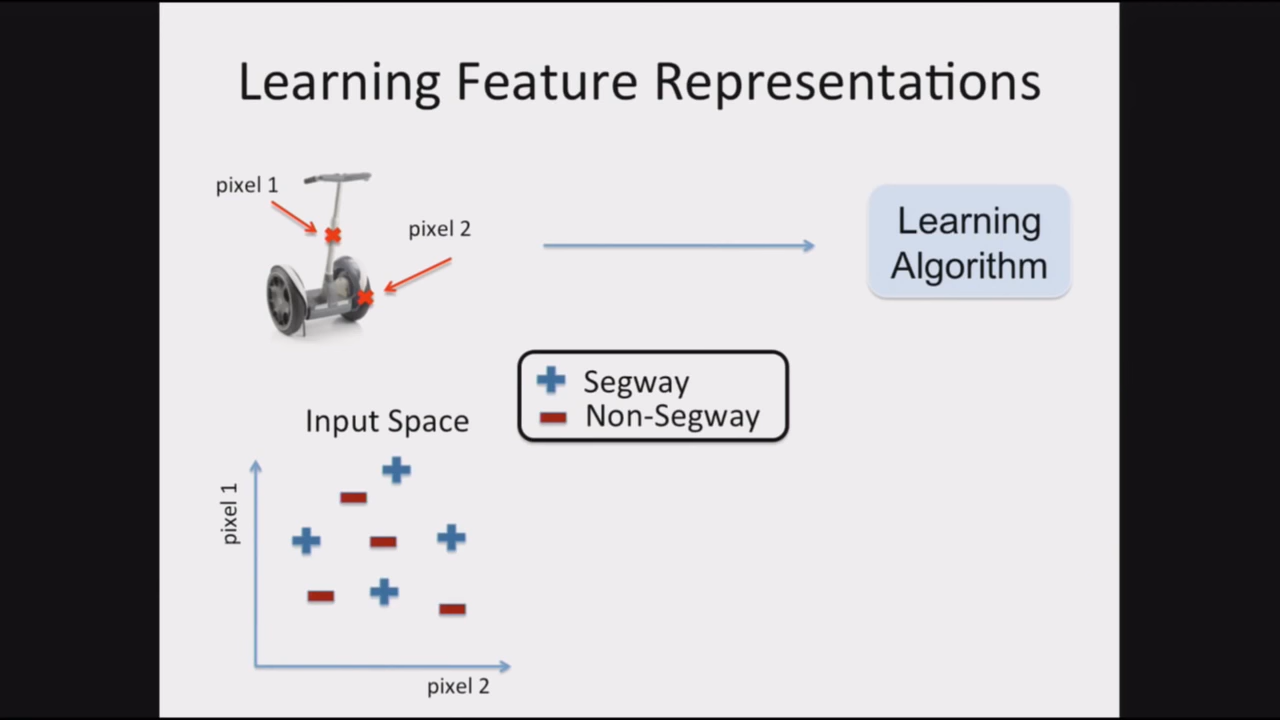 Learning Feature Representations
pixel 1
pixel 2
Learning
Algorithm
Segway
Non-Segway
Input Space
pixel 1
pixel 2